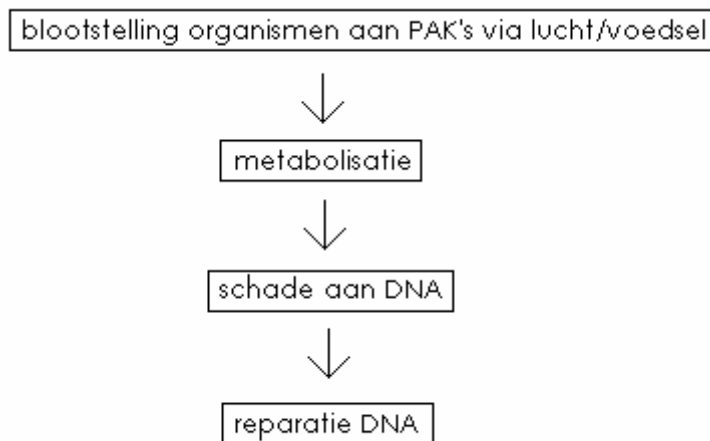 blootstelling organismen aan PAK's via lucht/voedsel
metabolisatie
schade aan DNA
reparatie DNA